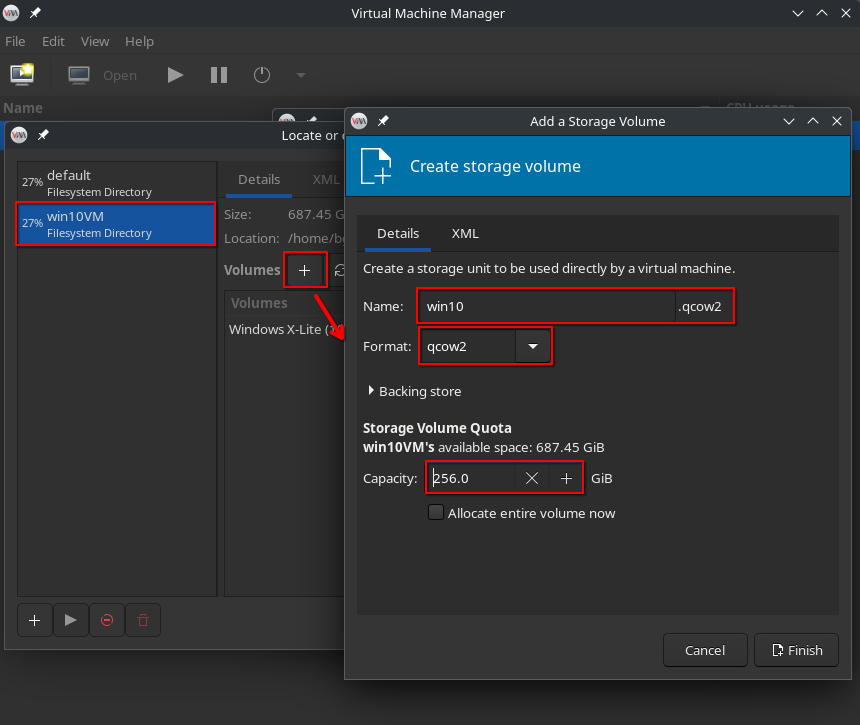 Virtual Machine Manager
File Edit View Help
Open
Name
CPU usage
Locate or
default
27%
Filesystem Directory
win10VM
27%
Filesystem Directory
Details XML
Size: 687.45 G
Location: /home/b
Volumes
Volumes
Windows X-Lite
Add a Storage Volume
Create storage volume
Details XML
Create a storage unit to be used directly by a virtual machine.
Name: win10 .qcow2
Format: qcow2
Backing store
Storage Volume Quota
win10VM's available space: 687.45 GiB
Capacity: 256.0 GiB
Allocate entire volume now
Cancel Finish